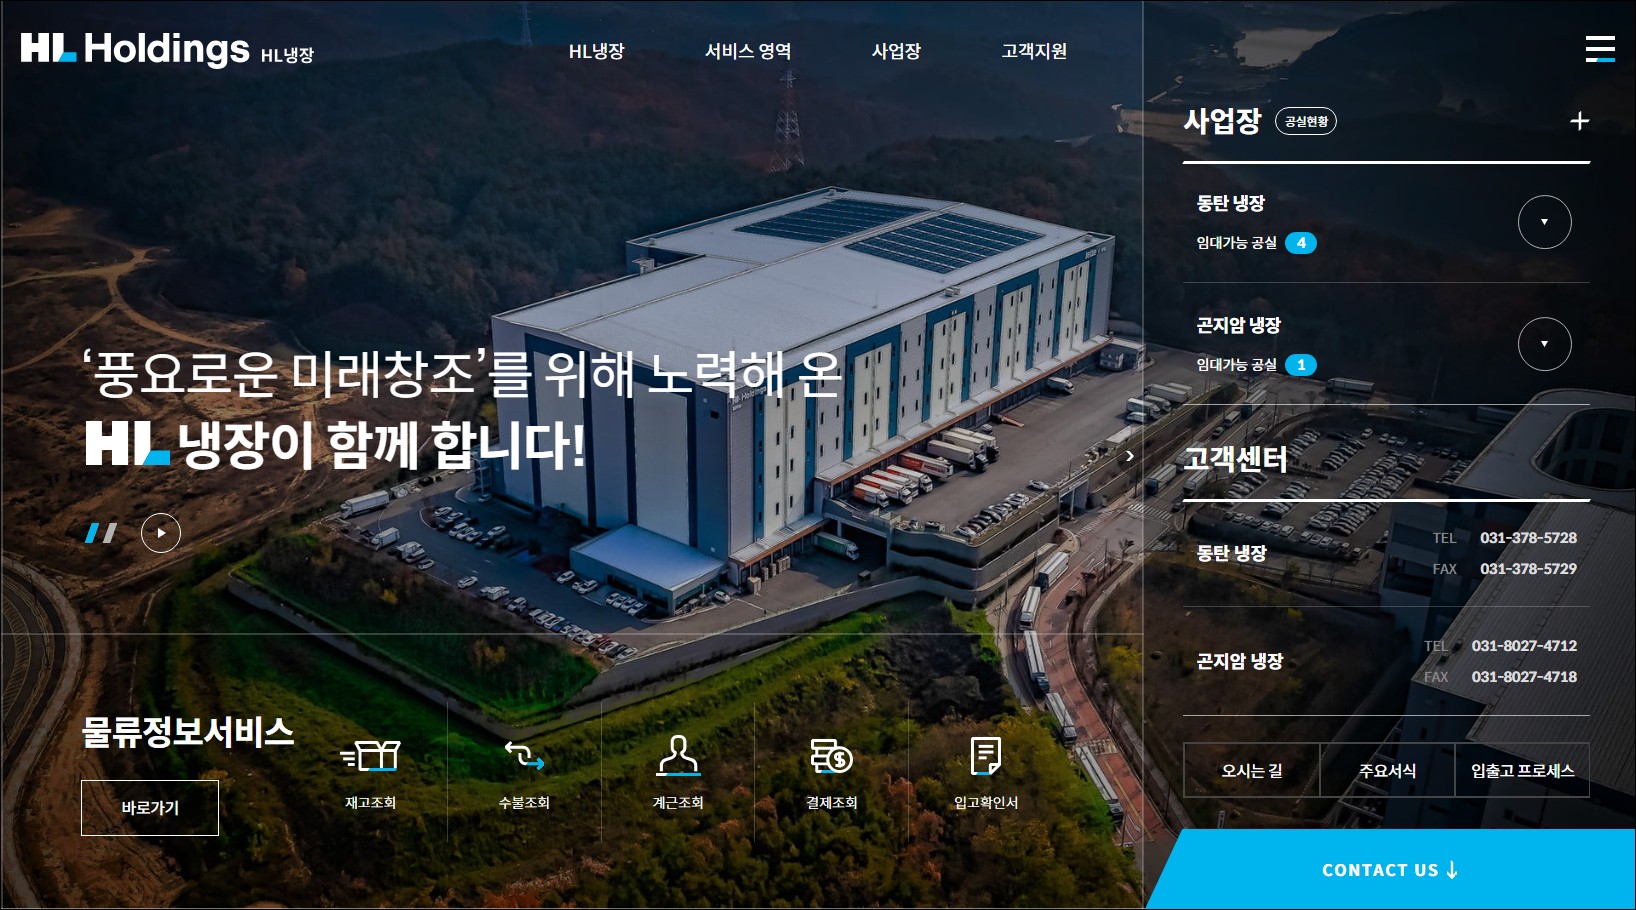 HL Holdings HL냉장
HL냉장
서비스 영역
사업장
고객지원
‘풍요로운 미래창조’를 위해 노력해 온
HL 냉장이 함께 합니다!
물류정보서비스
바로가기
재고조회
수불조회
계근조회
결제조회
입고확인서
사업장 공실현황
동탄 냉장
임대가능 공실 4
곤지암 냉장
임대가능 공실 1
고객센터
동탄 냉장
TEL 031-378-5728
FAX 031-378-5729
곤지암 냉장
TEL 031-8027-4712
FAX 031-8027-4718
오시는 길
주요서식
입출고 프로세스
CONTACT US